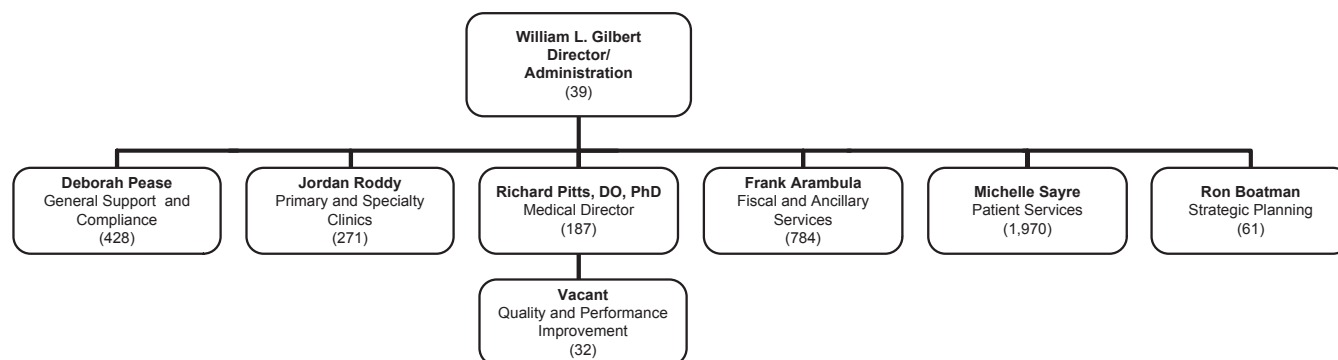 William L. Gilbert
Director/
Administration
(39)
Deborah Pease
General Support and
Compliance
(428)
Jordan Roddy
Primary and Specialty
Clinics
(271)
Richard Pitts, DO, PhD
Medical Director
(187)
Frank Arambula
Fiscal and Ancillary
Services
(784)
Michelle Sayre
Patient Services
(1,970)
Ron Boatman
Strategic Planning
(61)
Vacant
Quality and Performance
Improvement
(32)